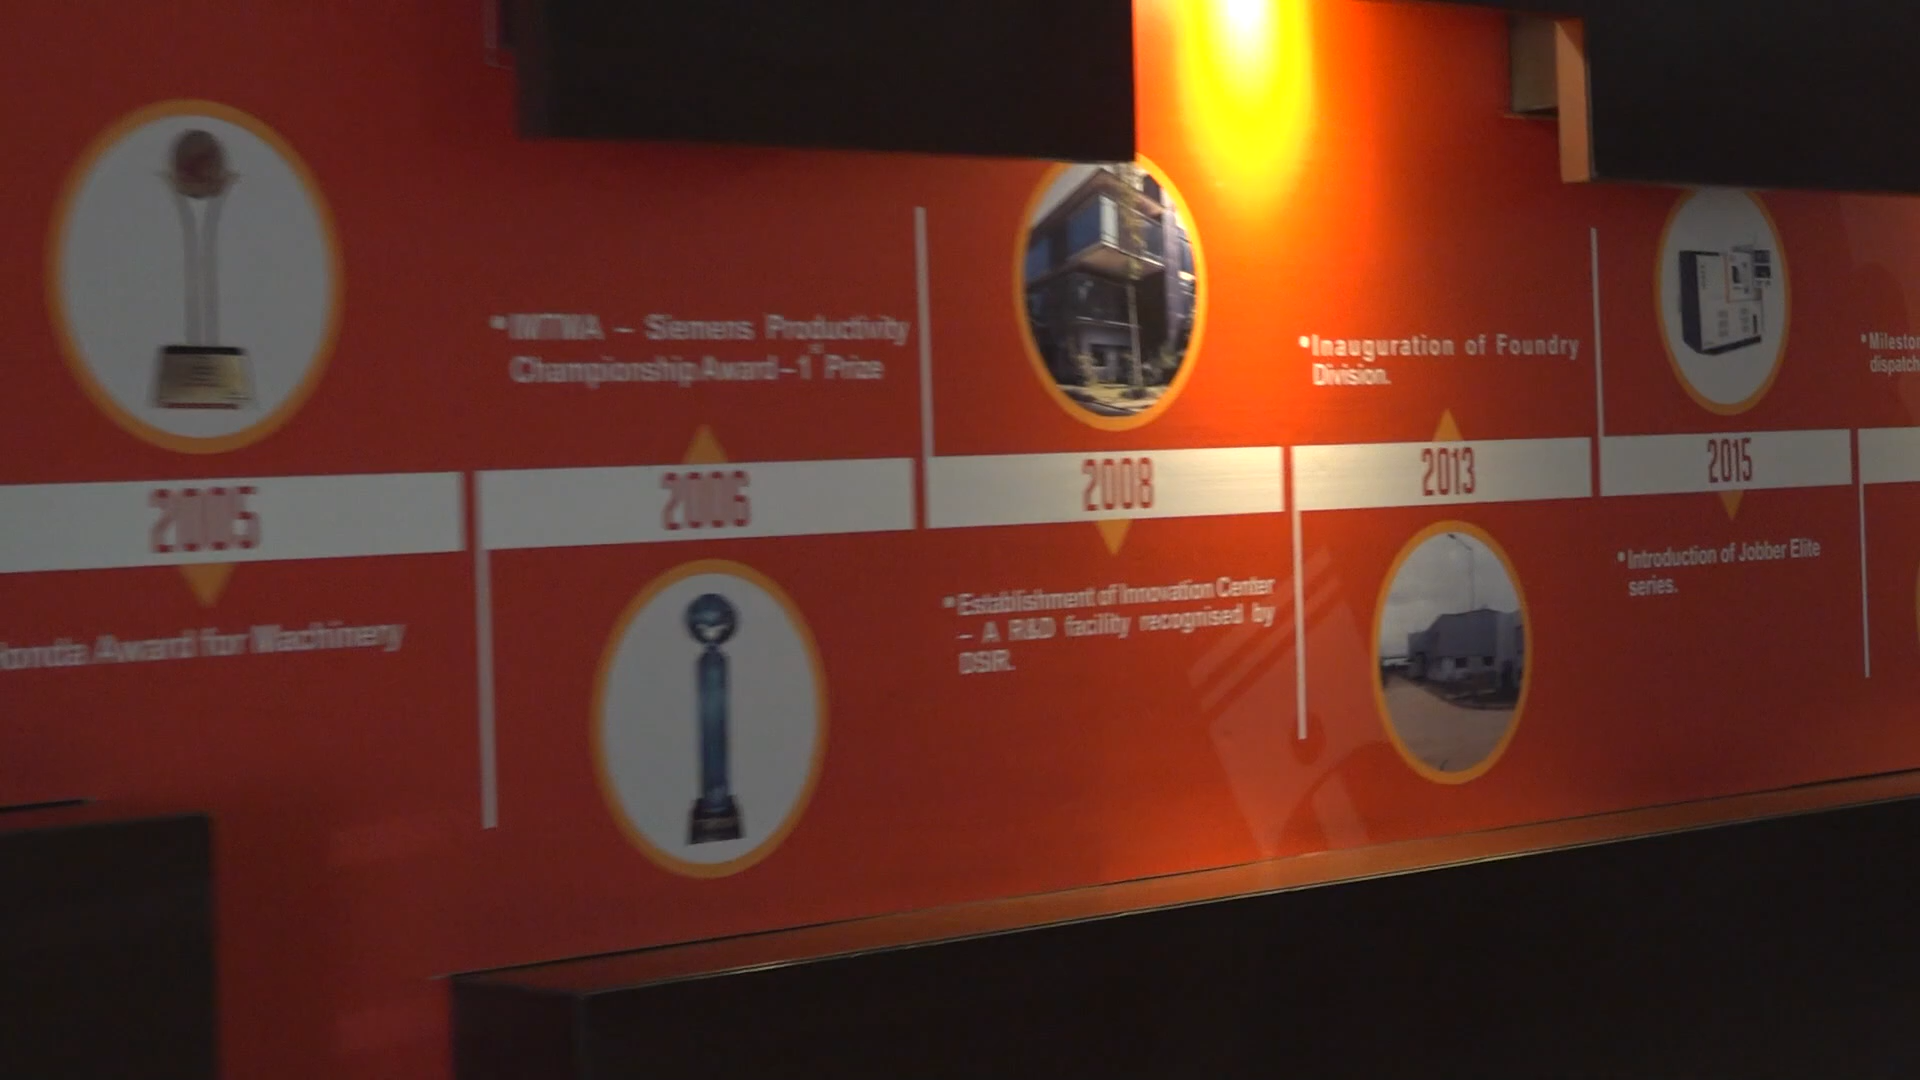 2005
Honda Award for Machinery
• IMTMA – Siemens Productivity
Championship Award – 1st Prize
2006
2008
• Establishment of Innovation Center
– A R&D facility recognised by
DSIR.
• Inauguration of Foundry
Division.
2013
2015
• Introduction of Jobber Elite
series.